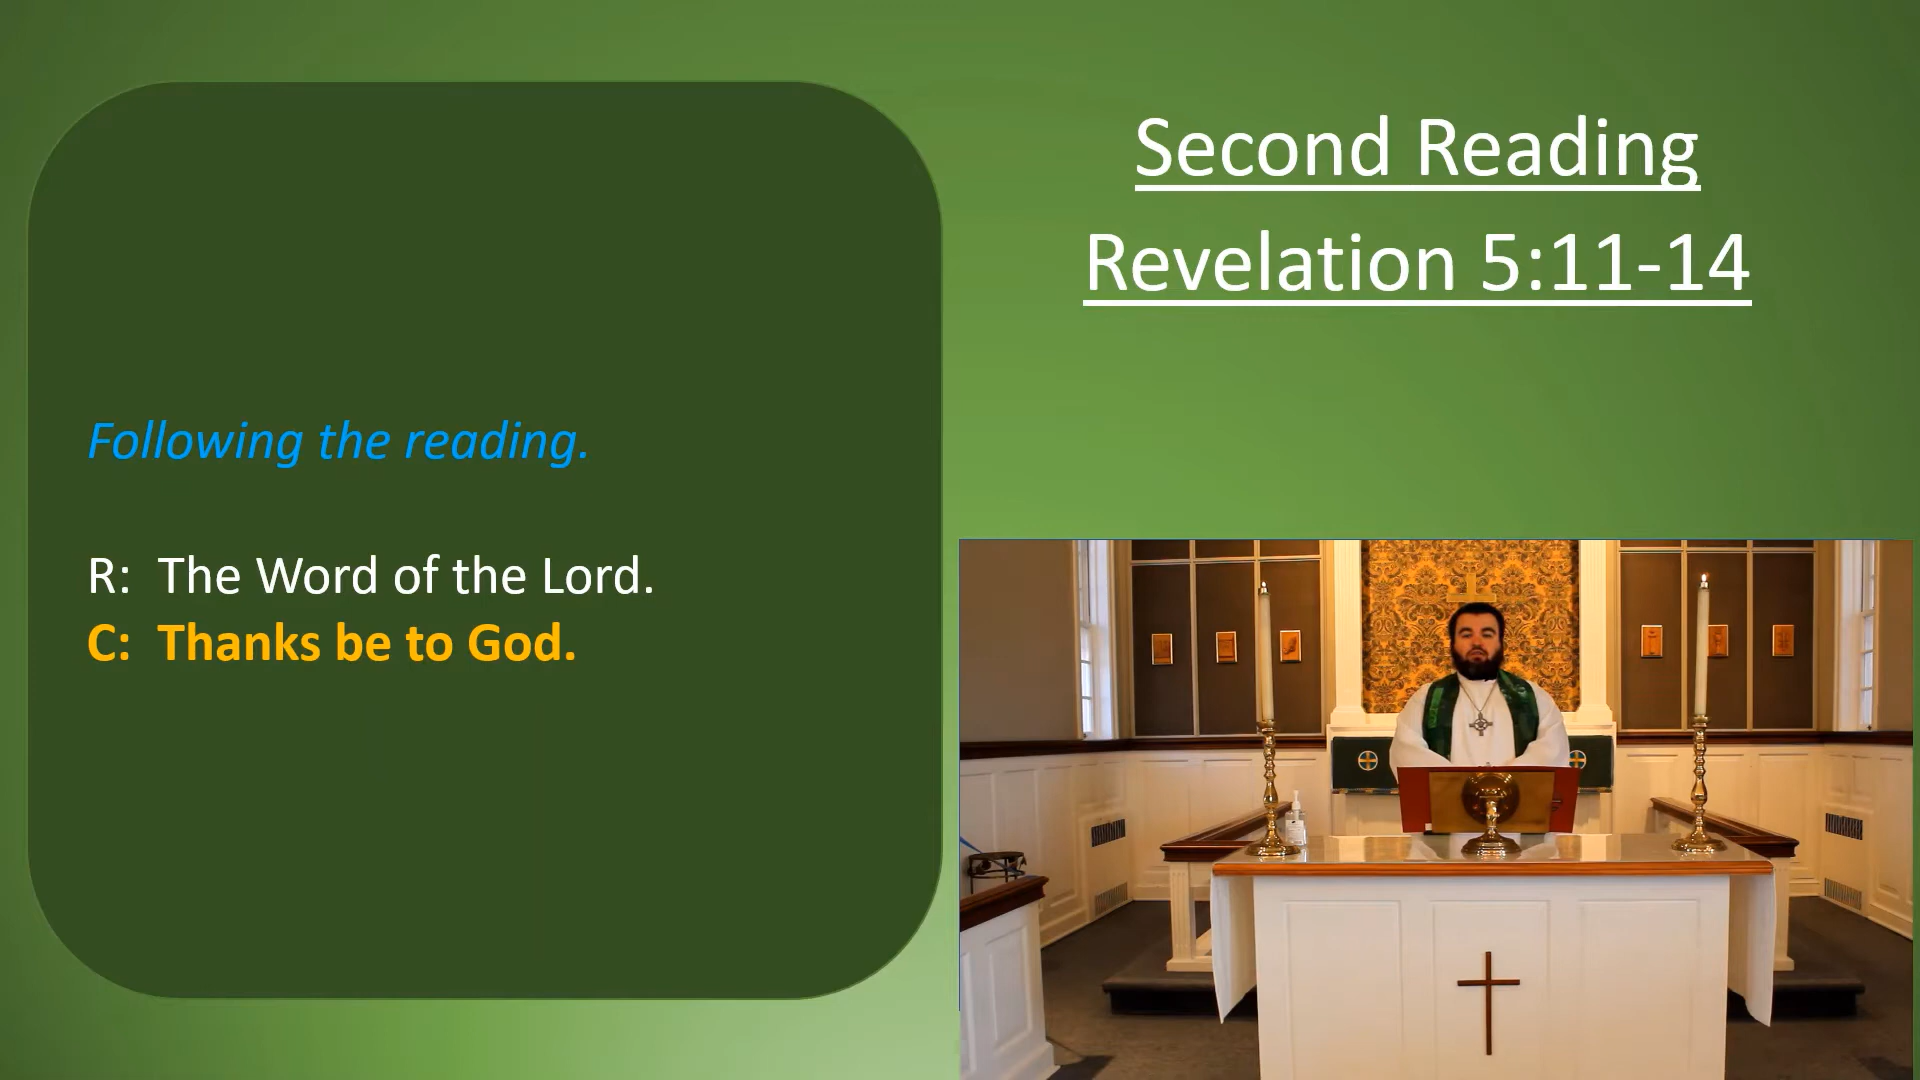 Second Reading
Revelation 5:11-14
Following the reading.
R: The Word of the Lord.
C: Thanks be to God.